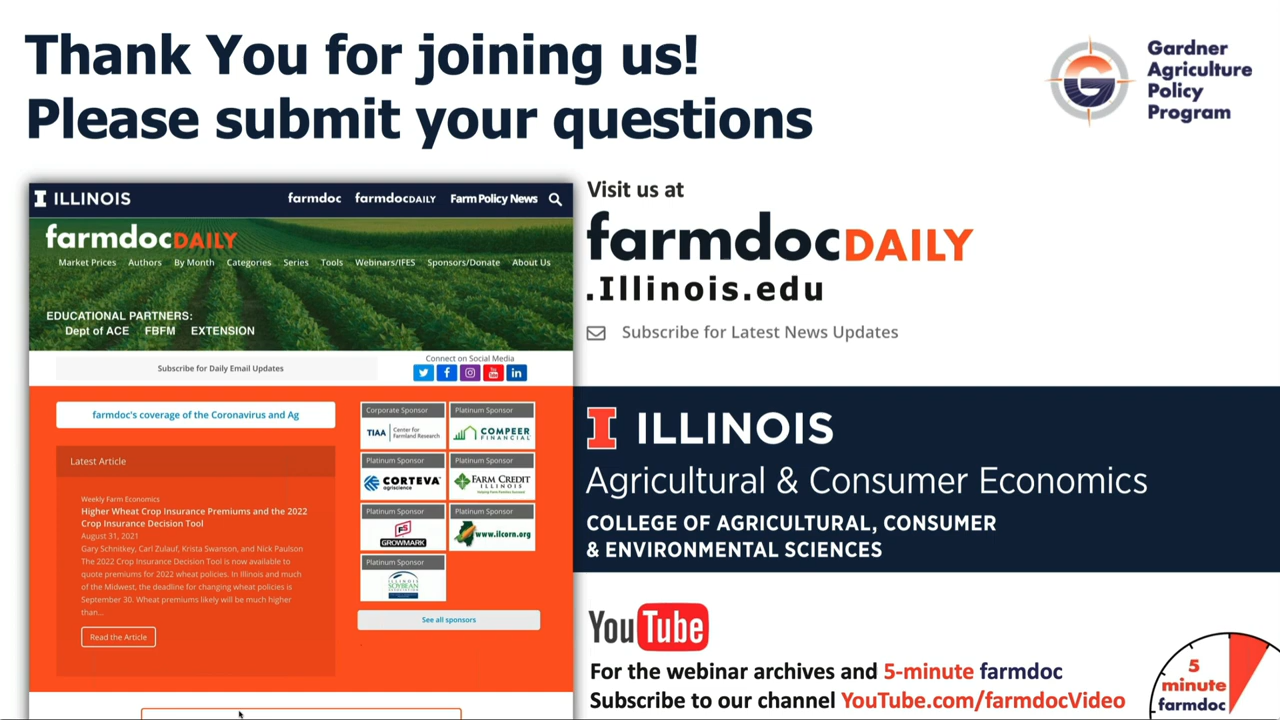 Thank You for joining us!
Please submit your questions
Gardner
Agriculture
Policy
Program
G
ILLINOIS
farmdoc farmdocDAILY Farm Policy News
farmdocDAILY
Market Prices Authors By Month Categories Series Tools Webinars/IFES Sponsors/Donate About Us
EDUCATIONAL PARTNERS:
Dept of ACE FBFM EXTENSION
Subscribe for Daily Email Updates
Connect on Social Media
farmdoc's coverage of the Coronavirus and Ag
Latest Article
Weekly Farm Economics
Higher Wheat Crop Insurance Premiums and the 2022
Crop Insurance Decision Tool
August 31, 2021
Gary Schnitkey, Carl Zulauf, Krista Swanson, and Nick Paulson
The 2022 Crop Insurance Decision Tool is now available to
quote premiums for 2022 wheat policies. In Illinois and much
of the Midwest, the deadline for changing wheat policies is
September 30. Wheat premiums likely will be much higher
than...
Read the Article
Corporate Sponsor
TIAA Center for
Farmland Research
Platinum Sponsor
COMPEER
FINANCIAL
Platinum Sponsor
CORTEVA
agriscience
Platinum Sponsor
FARM CREDIT
ILLINOIS
Platinum Sponsor
FS
GROWMARK
Platinum Sponsor
www.ilcorn.org
Platinum Sponsor
ILLINOIS
SOYBEAN
See all sponsors
Visit us at
farmdocDAILY
.Illinois.edu
Subscribe for Latest News Updates
I ILLINOIS
Agricultural & Consumer Economics
COLLEGE OF AGRICULTURAL, CONSUMER
& ENVIRONMENTAL SCIENCES
YouTube
For the webinar archives and 5-minute farmdoc
Subscribe to our channel YouTube.com/farmdocVideo
5
minute
farmdoc